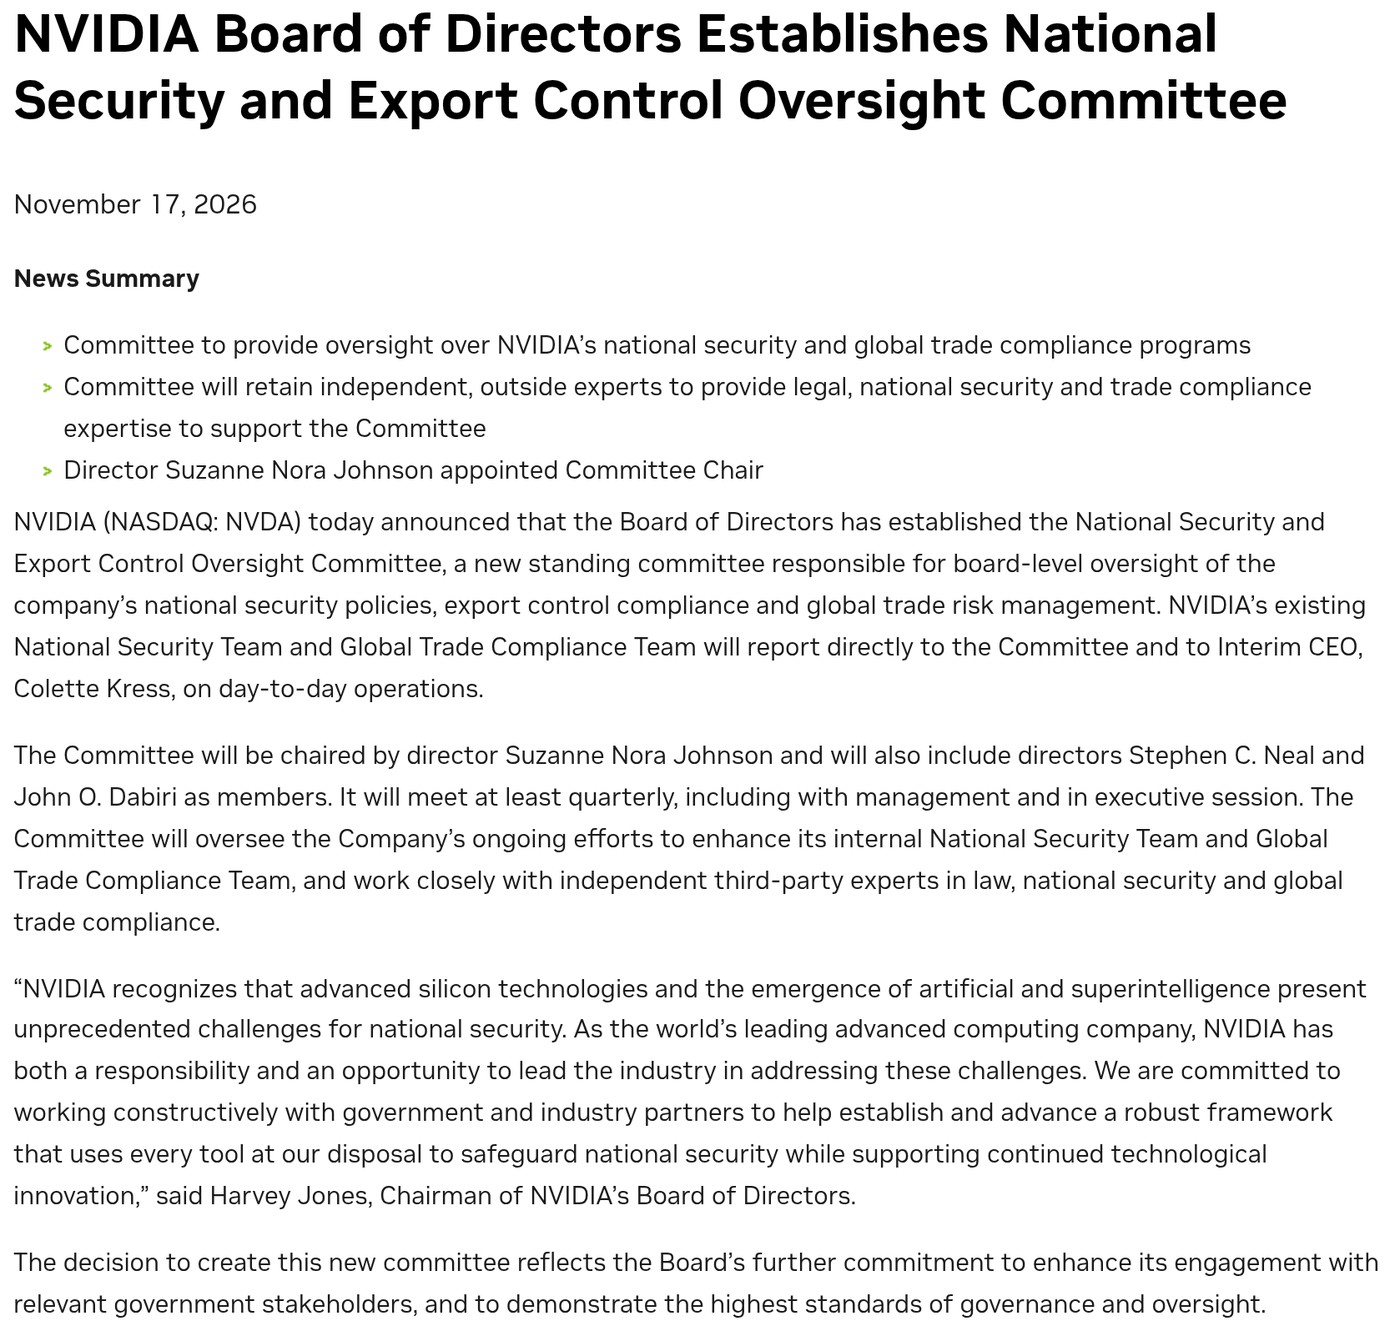 NVIDIA Board of Directors Establishes National
Security and Export Control Oversight Committee
November 17, 2026
News Summary
> Committee to provide oversight over NVIDIA’s national security and global trade compliance programs
> Committee will retain independent, outside experts to provide legal, national security and trade compliance
expertise to support the Committee
> Director Suzanne Nora Johnson appointed Committee Chair
NVIDIA (NASDAQ: NVDA) today announced that the Board of Directors has established the National Security and
Export Control Oversight Committee, a new standing committee responsible for board-level oversight of the
company’s national security policies, export control compliance and global trade risk management. NVIDIA’s existing
National Security Team and Global Trade Compliance Team will report directly to the Committee and to Interim CEO,
Colette Kress, on day-to-day operations.
The Committee will be chaired by director Suzanne Nora Johnson and will also include directors Stephen C. Neal and
John O. Dabiri as members. It will meet at least quarterly, including with management and in executive session. The
Committee will oversee the Company’s ongoing efforts to enhance its internal National Security Team and Global
Trade Compliance Team, and work closely with independent third-party experts in law, national security and global
trade compliance.
“NVIDIA recognizes that advanced silicon technologies and the emergence of artificial and superintelligence present
unprecedented challenges for national security. As the world’s leading advanced computing company, NVIDIA has
both a responsibility and an opportunity to lead the industry in addressing these challenges. We are committed to
working constructively with government and industry partners to help establish and advance a robust framework
that uses every tool at our disposal to safeguard national security while supporting continued technological
innovation,” said Harvey Jones, Chairman of NVIDIA’s Board of Directors.
The decision to create this new committee reflects the Board’s further commitment to enhance its engagement with
relevant government stakeholders, and to demonstrate the highest standards of governance and oversight.